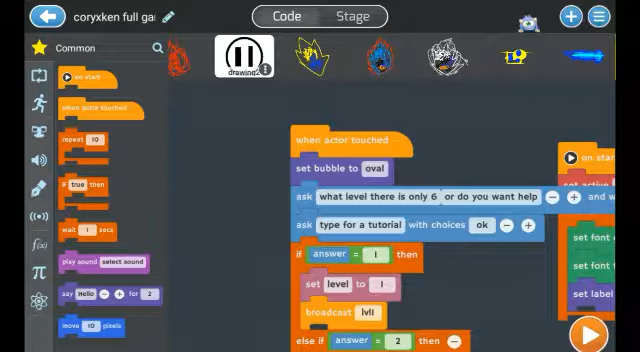 coryxken full ga
Code
Stage
Common
drawing2
on start
when actor touched
repeat 10
if true then
wait 1 secs
play sound select sound
say Hello for 2
move 10 pixels
f(x)
π
when actor touched
set bubble to oval
ask what level there is only 6 or do you want help and w
ask type for a tutorial with choices ok
if answer = 1 then
set level to 1
broadcast lvl1
else if answer = 2 then
on start
set active
set font
set font
set label